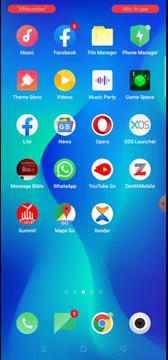 "XRecorder"
Mic in use
Music
Facebook
File Manager
Phone Manager
Theme Store
Videos
Music Party
Game Space
Lite
News
Opera
XOS Launcher
Message Bible
WhatsApp
YouTube Go
ZenithMobile
Summit
Maps Go
Xender